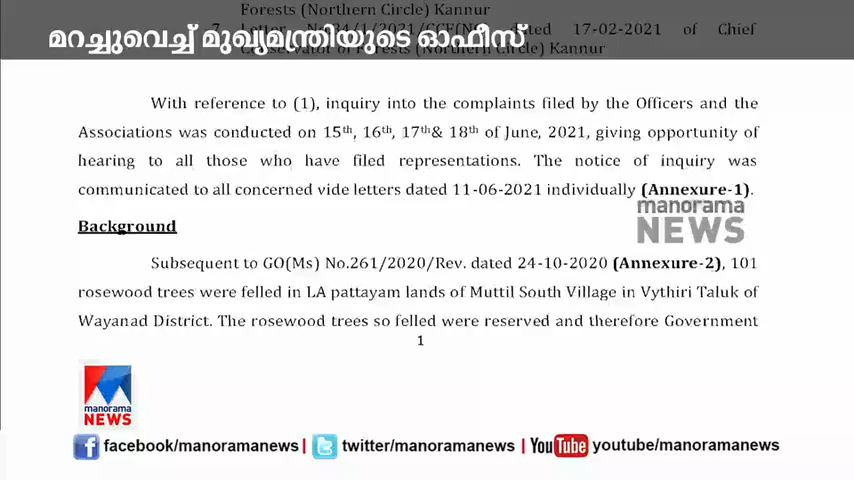 Forests (Northern Circle) Kannur
dated 17-02-2021 of Chief
of Forests (Northern Circle) Kannur
മറച്ചുവെച്ച് മുഖ്യമന്ത്രിയുടെ ഓഫീസ്
With reference to (1), inquiry into the complaints filed by the Officers and the
Associations was conducted on 15th, 16th, 17th& 18th of June, 2021, giving opportunity of
hearing to all those who have filed representations. The notice of inquiry was
communicated to all concerned vide letters dated 11-06-2021 individually (Annexure-1).
manorama
NEWS
Background
Subsequent to GO(Ms) No.261/2020/Rev. dated 24-10-2020 (Annexure-2), 101
rosewood trees were felled in LA pattayam lands of Muttil South Village in Vythiri Taluk of
Wayanad District. The rosewood trees so felled were reserved and therefore Government
1
manorama
NEWS
facebook/manoramanews | twitter/manoramanews | YouTube youtube/manoramanews